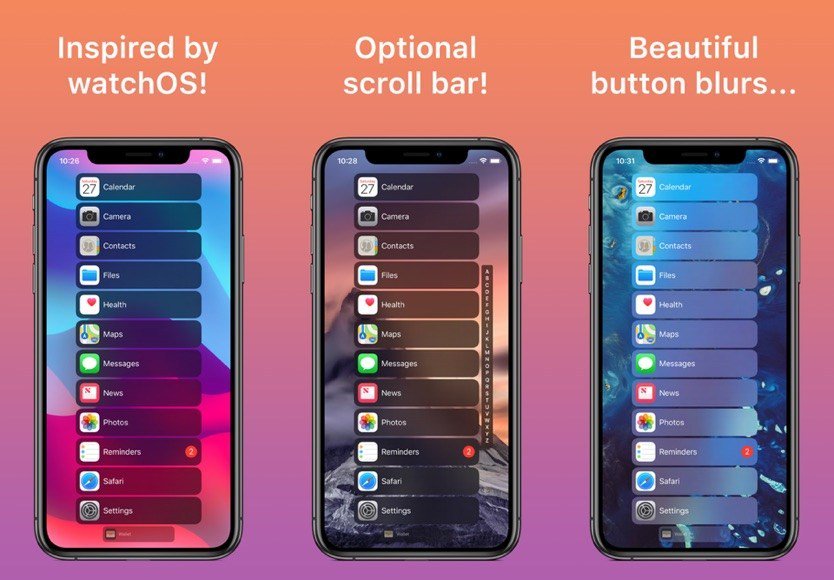 Inspired by
watchOS!
10:26
Saturday
27
Calendar
Camera
Contacts
Files
Health
Maps
Messages
News
Photos
Reminders
2
Safari
Settings
Wallet
Optional
scroll bar!
10:28
Saturday
27
Calendar
Camera
Contacts
Files
Health
Maps
Messages
News
Photos
Reminders
2
Safari
Settings
Wallet
A
B
C
D
E
F
G
H
I
J
K
L
M
N
O
P
Q
R
S
T
U
V
W
X
Y
Z
Beautiful
button blurs...
10:31
Saturday
27
Calendar
Camera
Contacts
Files
Health
Maps
Messages
News
Photos
Reminders
2
Safari
Settings
Wallet